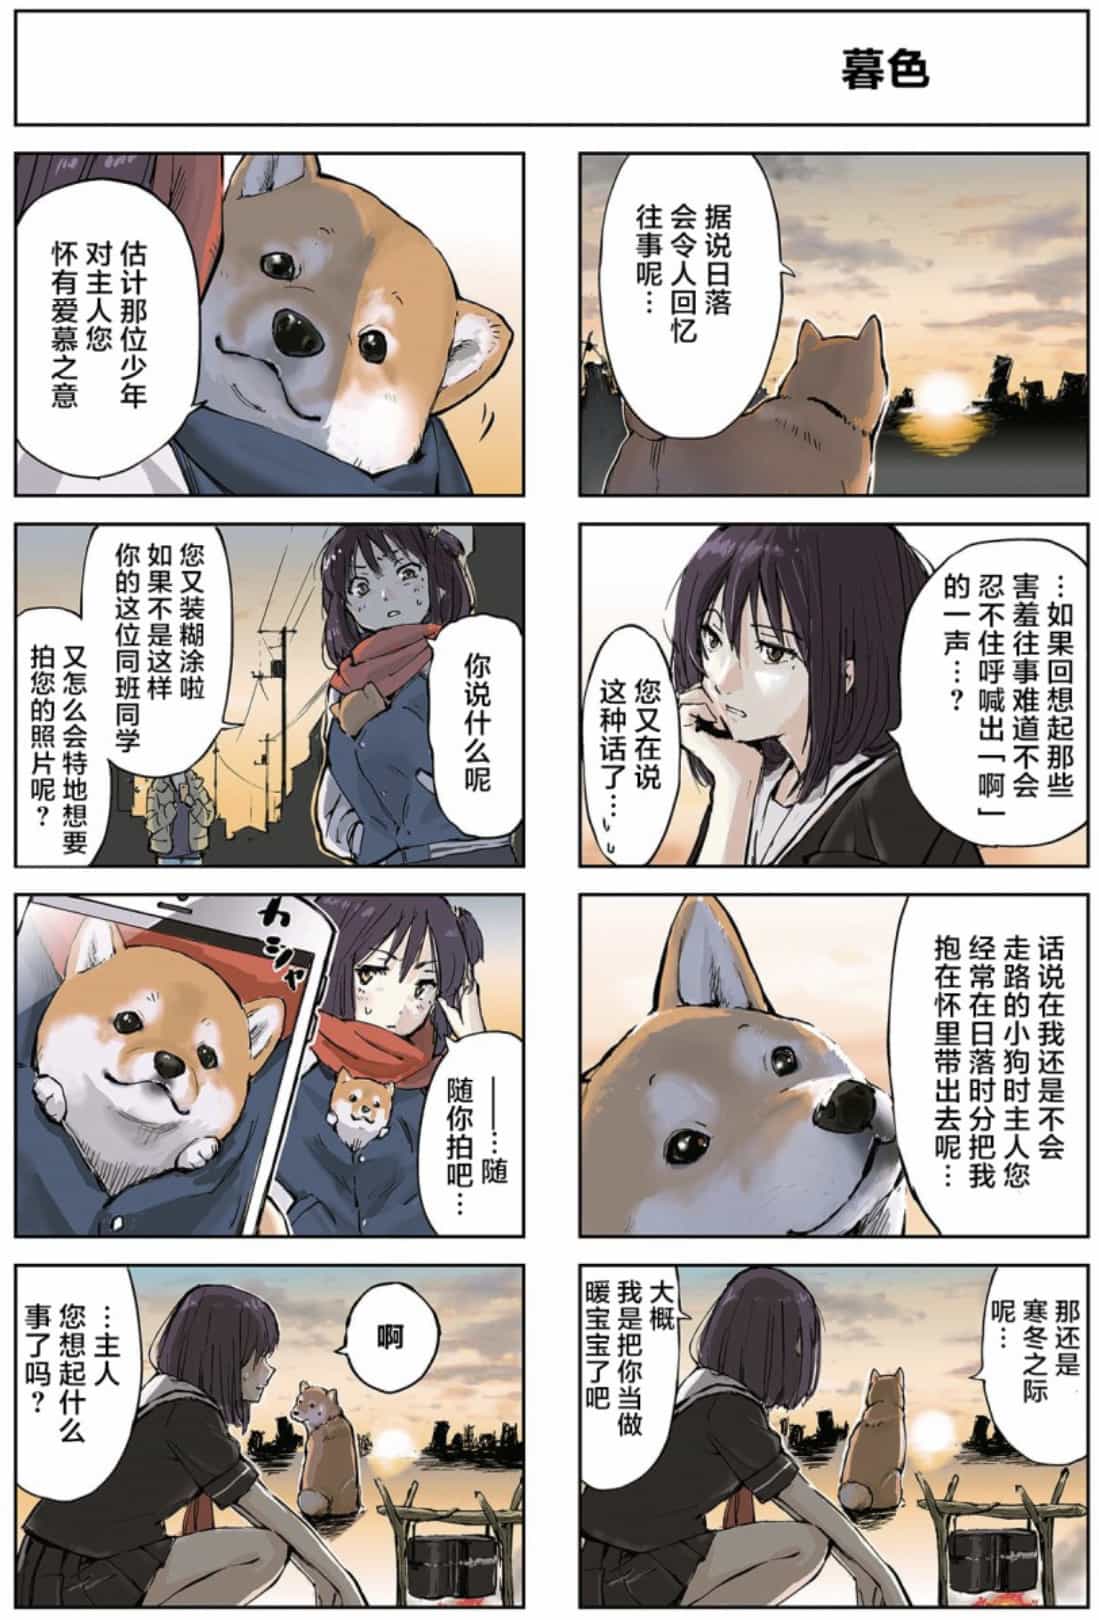 暮色
据说日落
会令人回忆
往事呢…
…如果回想起那些
害羞往事难道不会
忍不住呼喊出「啊」
的一声…?
您又在说
这种话了…
话说在我还是不会
走路的小狗时主人您
经常在日落时分把我
抱在怀里带出去呢…
那还是
寒冬之际
呢…
大概
我是把你当做
暖宝宝了吧
估计那位少年
对主人您
怀有爱慕之意
你说什么呢
您又装糊涂啦
如果不是这样
你的这位同班同学
又怎么会特地想要
拍您的照片呢?
カシャ
——…随
随你拍吧…
啊
…主人
您想起什么
事了吗?